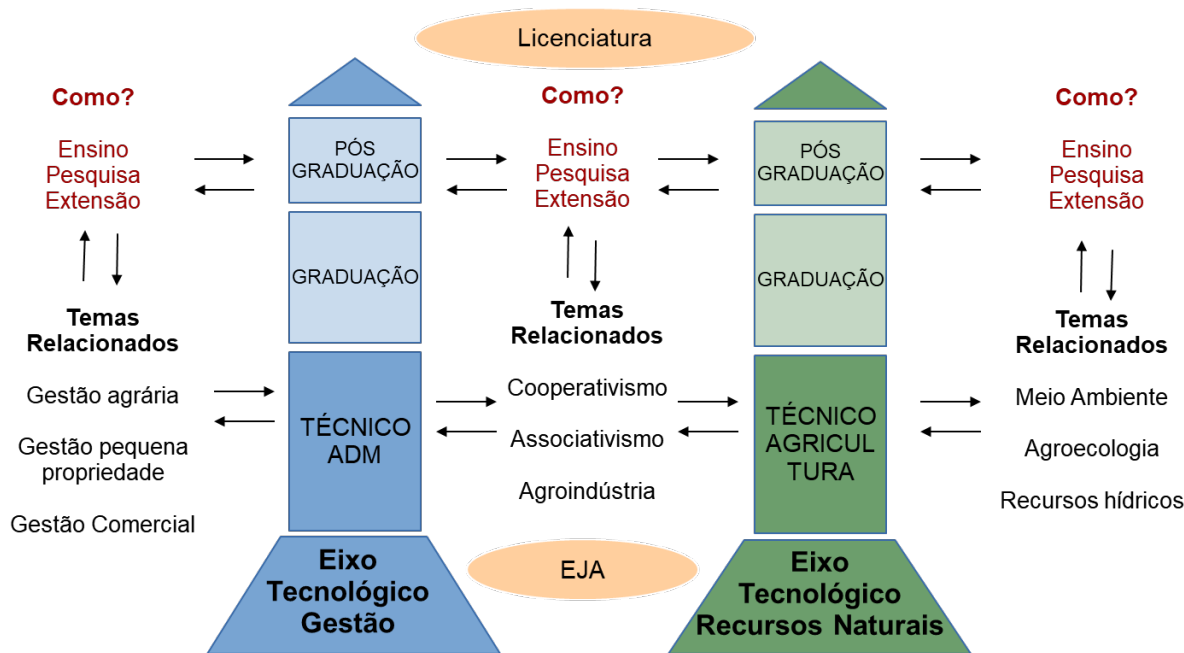 Licenciatura
Como?
Ensino
Pesquisa
Extensão
Temas
Relacionados
Gestão agrária
Gestão pequena
propriedade
Gestão Comercial
PÓS
GRADUAÇÃO
GRADUAÇÃO
TÉCNICO
ADM
Eixo
Tecnológico
Gestão
Como?
Ensino
Pesquisa
Extensão
Temas
Relacionados
Cooperativismo
Associativismo
Agroindústria
EJA
PÓS
GRADUAÇÃO
GRADUAÇÃO
TÉCNICO
AGRICUL
TURA
Eixo
Tecnológico
Recursos Naturais
Como?
Ensino
Pesquisa
Extensão
Temas
Relacionados
Meio Ambiente
Agroecologia
Recursos hídricos